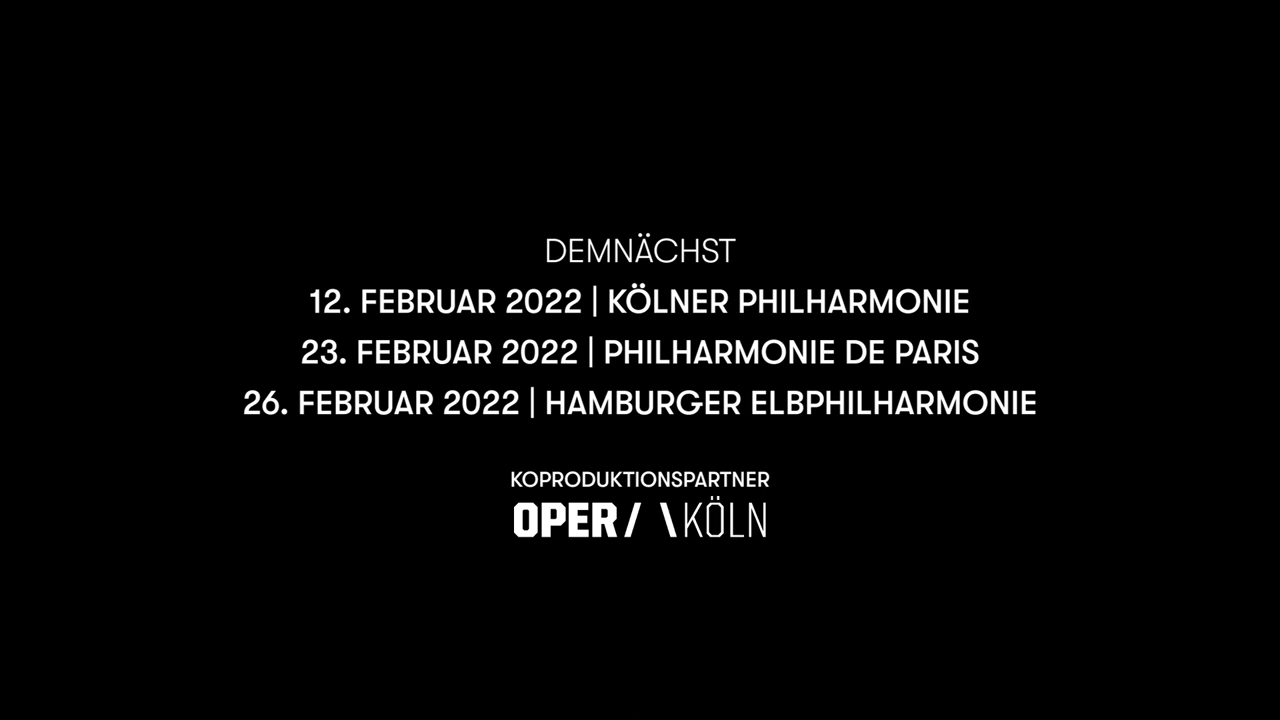 DEMNÄCHST
12. FEBRUAR 2022 | KÖLNER PHILHARMONIE
23. FEBRUAR 2022 | PHILHARMONIE DE PARIS
26. FEBRUAR 2022 | HAMBURGER ELBPHILHARMONIE
KOPRODUKTIONSPARTNER
OPER/ \KÖLN